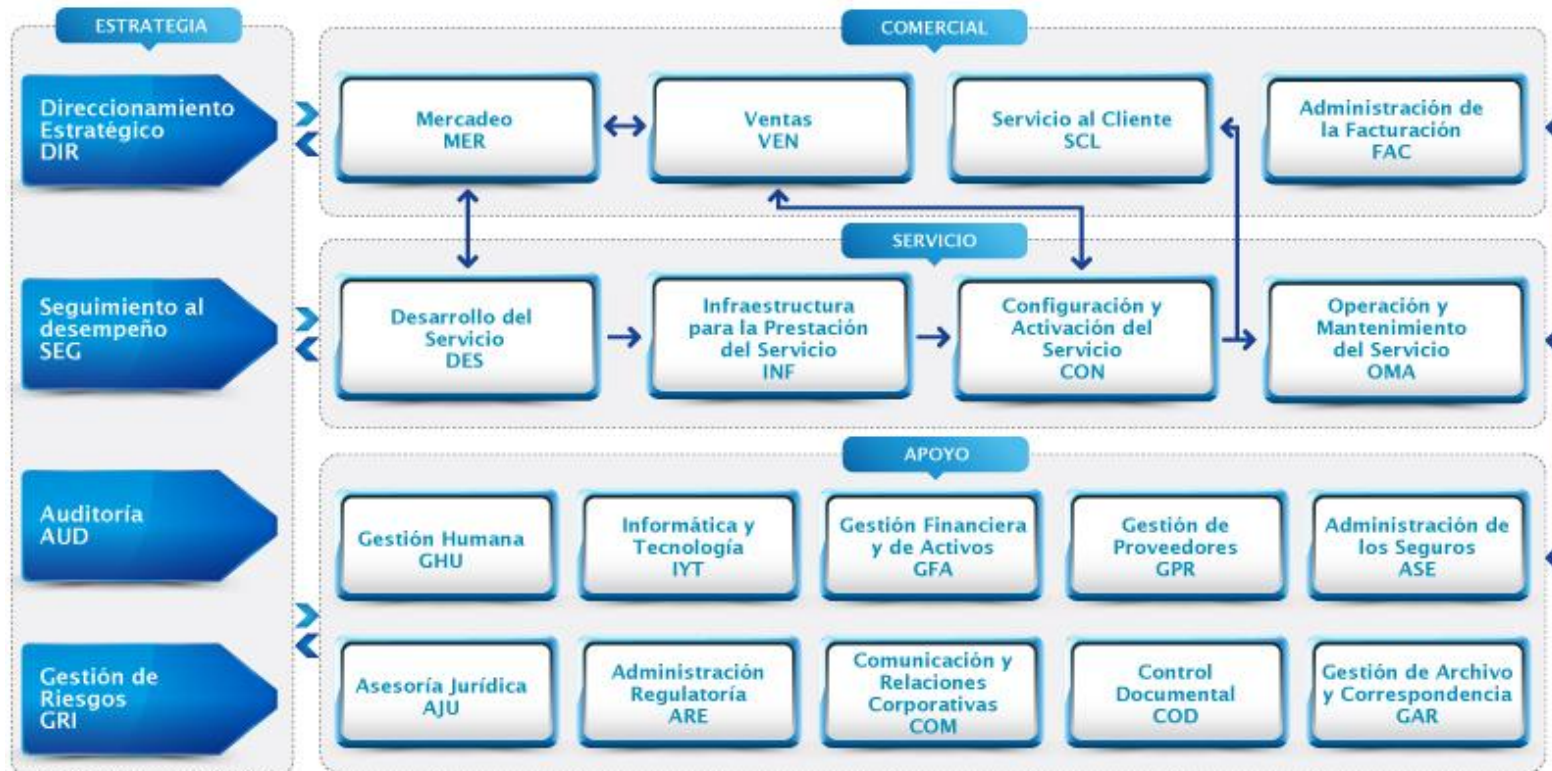 ESTRATEGIA
Direccionamiento
Estratégico
DIR
Seguimiento al
desempeño
SEG
Auditoría
AUD
Gestión de
Riesgos
GRI
COMERCIAL
Mercadeo
MER
Ventas
VEN
Servicio al Cliente
SCL
Administración de
la Facturación
FAC
SERVICIO
Desarrollo del
Servicio
DES
Infraestructura
para la Prestación
del Servicio
INF
Configuración y
Activación del
Servicio
CON
Operación y
Mantenimiento
del Servicio
OMA
APOYO
Gestión Humana
GHU
Informática y
Tecnología
IYT
Gestión Financiera
y de Activos
GFA
Gestión de
Proveedores
GPR
Administración de
los Seguros
ASE
Asesoría Jurídica
AJU
Administración
Regulatoría
ARE
Comunicación y
Relaciones
Corporativas
COM
Control
Documental
COD
Gestión de Archivo
y Correspondencia
GAR